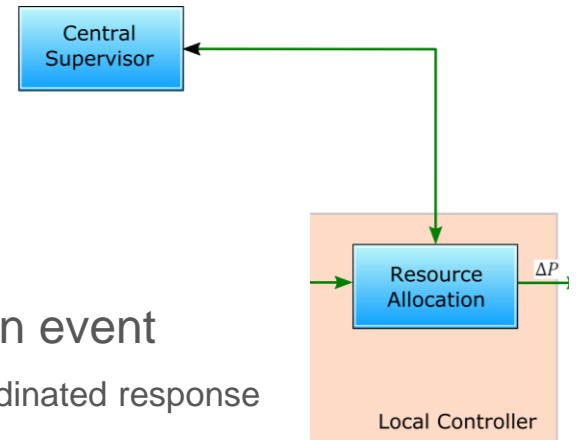 Central
Supervisor
Resource
Allocation
ΔP
n event
dinated response
Local Controller